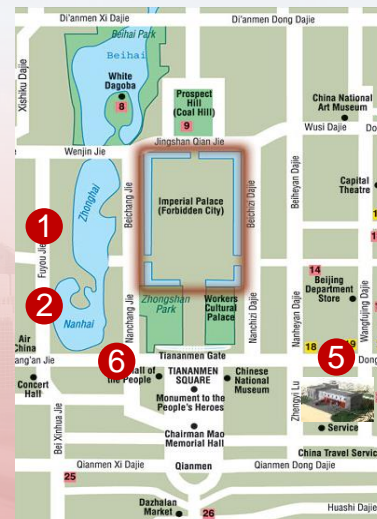 Di'anmen Xi Dajie
Di'anmen Dong Dajie
Beihai Park
Beihai
Xishiku Dajie
White
Dagoba
8
Prospect
Hill
(Coal Hill)
9
China National
Art Museum
Wusi Dajie
Do
Jingshan Qian Jie
Wenjin Jie
Zhonghai
Beichang Jie
Imperial Palace
(Forbidden City)
Beichizi Dajie
Beiheyan Dajie
Capital
Theatre
1
Fuyou Jie
14
Beijing
Department
Store
2
Nanhai
Nanchang Jie
Zhongshan
Park
Workers
Cultural
Palace
Nanchizi Dajie
Nanheyan Dajie
Wangfujing Dajie
18
19
Air
China
6
Tiananmen Gate
5
ang'an Jie
Dong
Concert
Hall
all of
the People
TIANANMEN
SQUARE
Chinese
National
Museum
Monument to the
People's Heroes
Zhengyi Lu
Bei Xinhua Jie
Chairman Mao
Memorial Hall
Service
China Travel Servic
Qianmen Xi Dajie
Qianmen
Qianmen Dong Dajie
25
Dazhalan
Market
26
Huashi Dajie